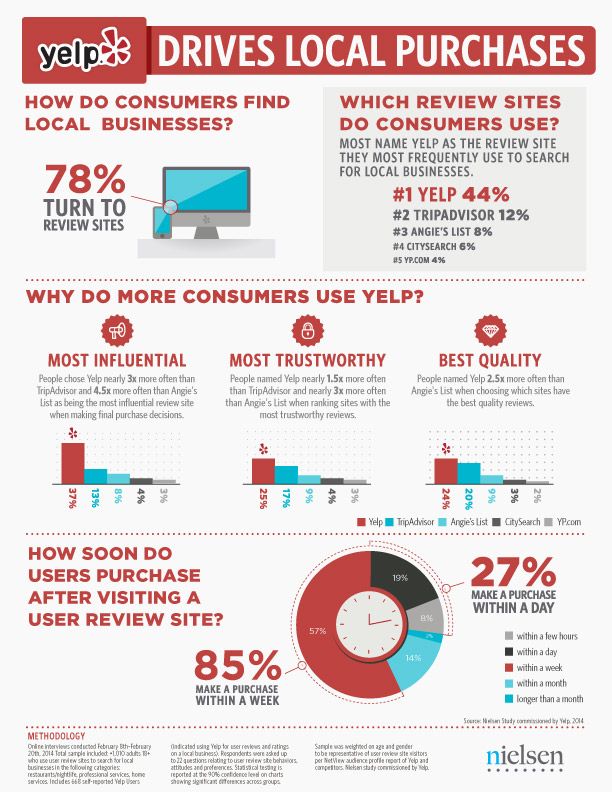 yelp DRIVES LOCAL PURCHASES
HOW DO CONSUMERS FIND
LOCAL BUSINESSES?
78%
TURN TO
REVIEW SITES
WHICH REVIEW SITES
DO CONSUMERS USE?
MOST NAME YELP AS THE REVIEW SITE
THEY MOST FREQUENTLY USE TO SEARCH
FOR LOCAL BUSINESSES.
#1 YELP 44%
#2 TRIPADVISOR 12%
#3 ANGIE'S LIST 8%
#4 CITYSEARCH 6%
#5 YP.COM 4%
WHY DO MORE CONSUMERS USE YELP?
MOST INFLUENTIAL
People chose Yelp nearly 3x more often than
TripAdvisor and 4.5x more often than Angie's
List as being the most influential review site
when making final purchase decisions.
37% 13% 8% 4% 3%
MOST TRUSTWORTHY
People named Yelp nearly 1.5x more often
than TripAdvisor and nearly 3x more often
than Angie's List when ranking sites with the
most trustworthy reviews.
25% 17% 9% 4% 3%
BEST QUALITY
People named Yelp 2.5x more often than
Angie's List when choosing which sites have
the best quality reviews.
24% 20% 9% 3% 2%
Yelp TripAdvisor Angie's List CitySearch YP.com
HOW SOON DO
USERS PURCHASE
AFTER VISITING A
USER REVIEW SITE?
85%
MAKE A PURCHASE
WITHIN A WEEK
57%
19%
8%
2%
14%
27%
MAKE A PURCHASE
WITHIN A DAY
within a few hours
within a day
within a week
within a month
longer than a month
Source: Nielsen Study commissioned by Yelp, 2014
METHODOLOGY
Online interviews conducted February 8th-February
20th, 2014 Total sample included: =1,010 adults 18+
who use user review sites to search for local
businesses in the following categories:
restaurants/nightlife, professional services, home
services. Includes 668 self-reported Yelp Users
(indicated using Yelp for user reviews and ratings
on a local business). Respondents were asked up
to 22 questions relating to user review site behaviors,
attitudes and preferences. Statistical testing is
reported at the 90% confidence level on charts
showing significant differences across groups.
Sample was weighted on age and gender
to be representative of user review site visitors
per NetView audience profile report of Yelp and
competitors. Nielsen study commissioned by Yelp.
nielsen